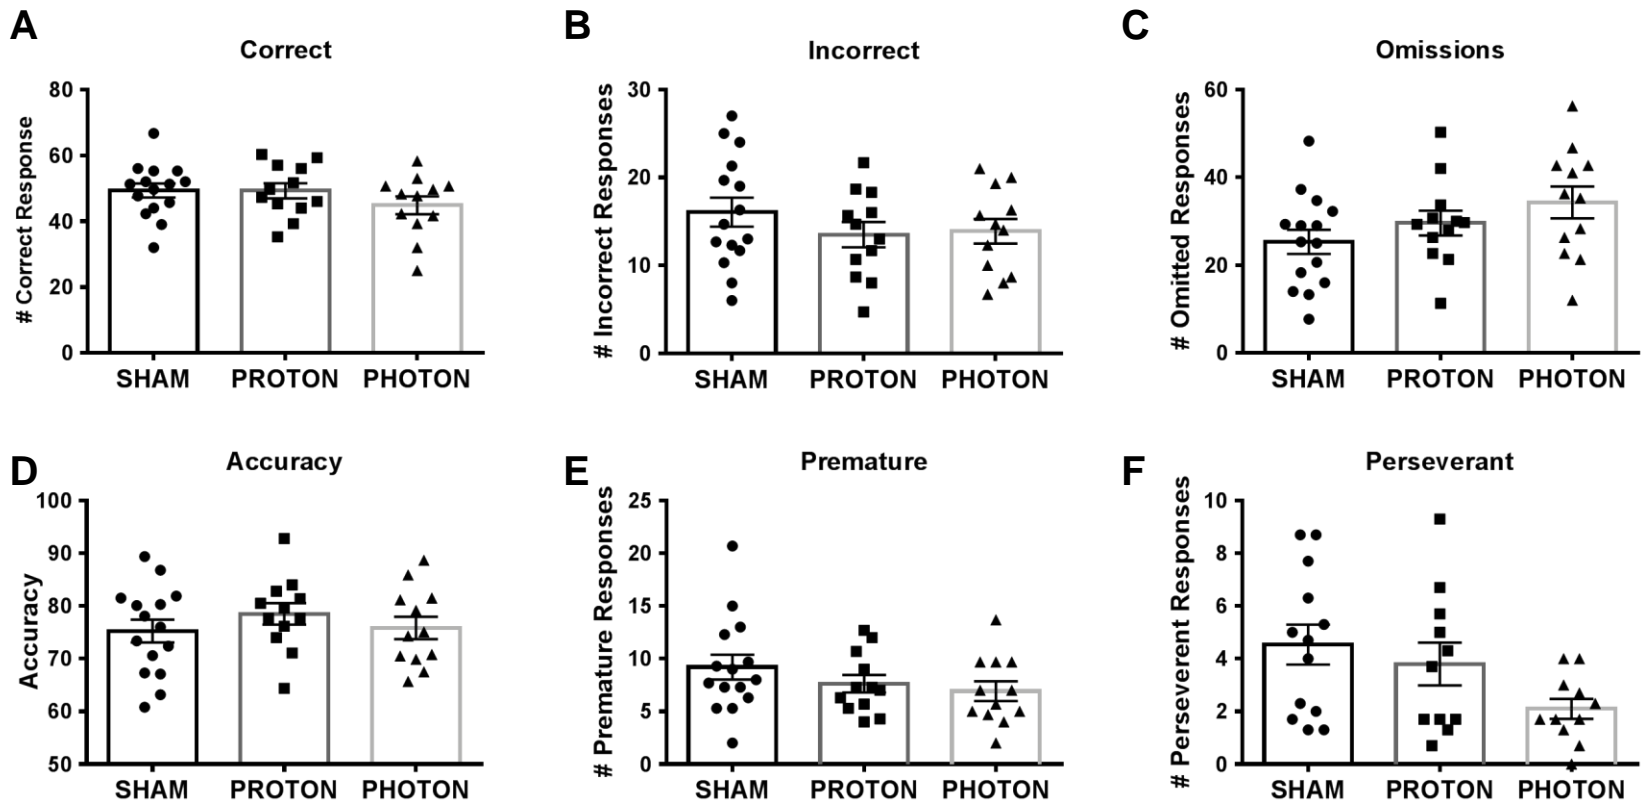 A
Correct
# Correct Response
80
60
40
20
0
SHAM PROTON PHOTON
B
Incorrect
# Incorrect Responses
30
20
10
0
SHAM PROTON PHOTON
C
Omissions
# Omitted Responses
60
40
20
0
SHAM PROTON PHOTON
D
Accuracy
Accuracy
100
90
80
70
60
50
SHAM PROTON PHOTON
E
Premature
# Premature Responses
25
20
15
10
5
0
SHAM PROTON PHOTON
F
Perseverant
# Perseverent Responses
10
8
6
4
2
0
SHAM PROTON PHOTON